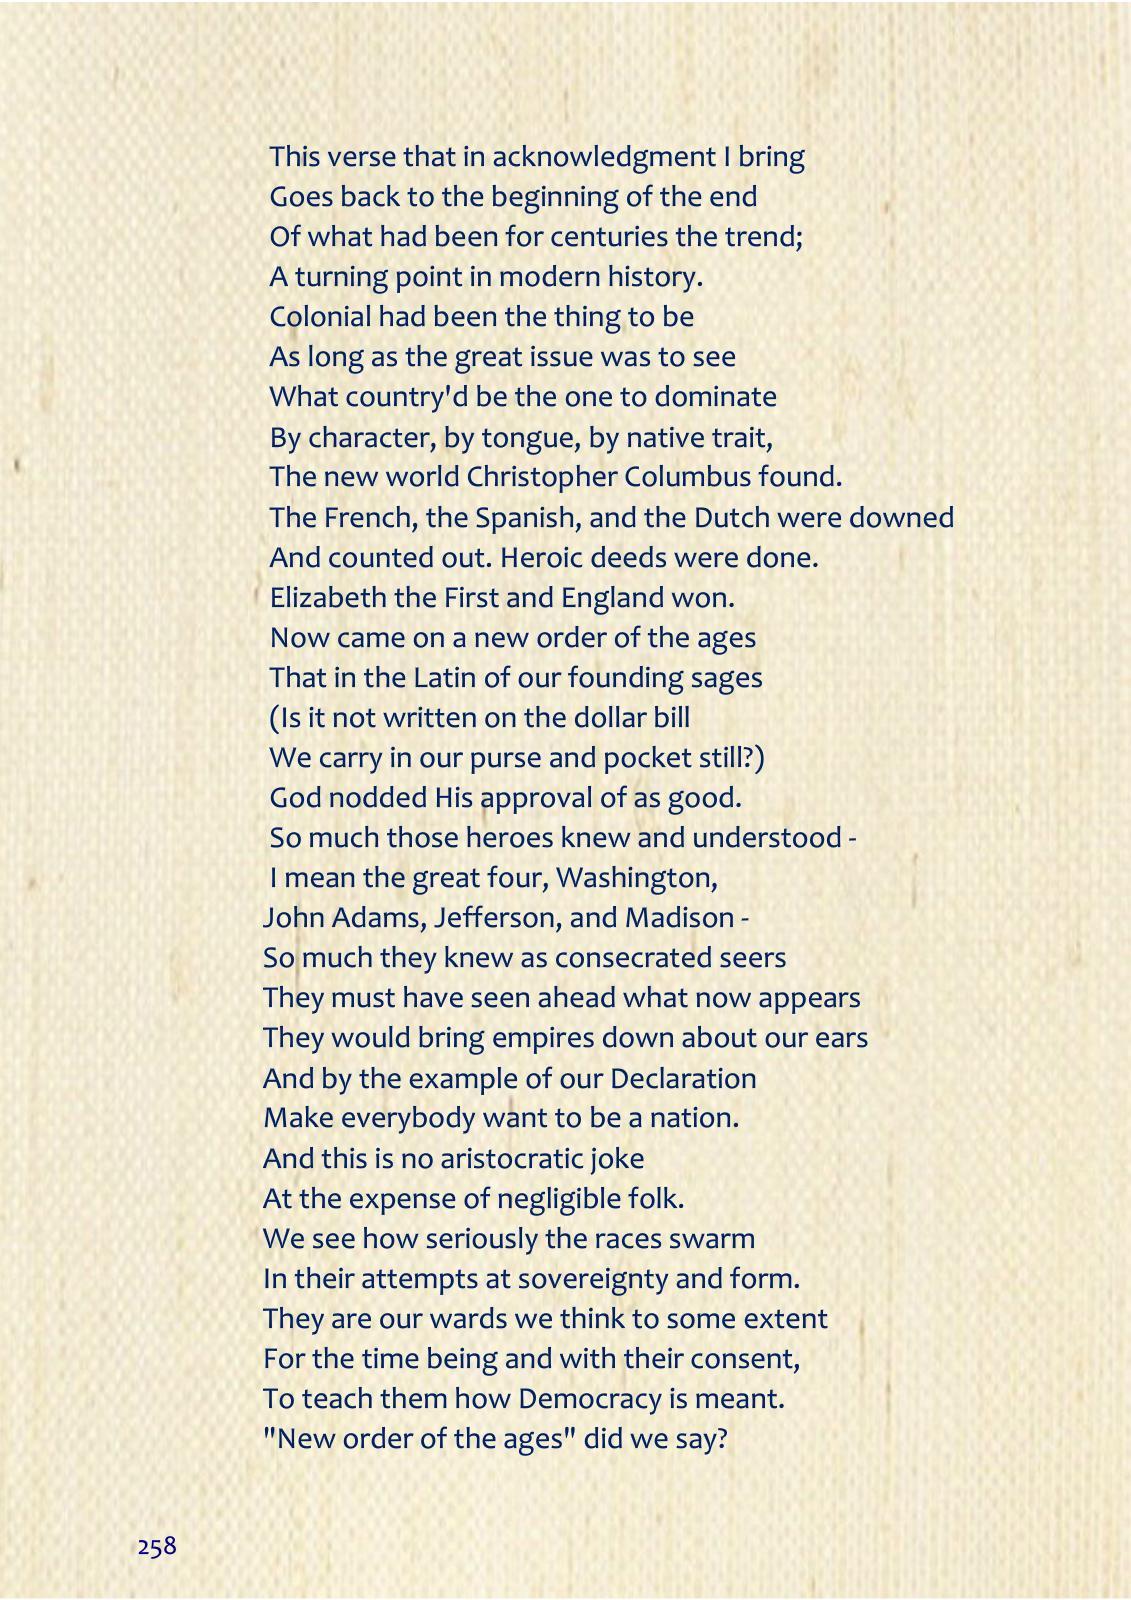 This verse that in acknowledgment I bring
Goes back to the beginning of the end
Of what had been for centuries the trend;
A turning point in modern history.
Colonial had been the thing to be
As long as the great issue was to see
What country'd be the one to dominate
By character, by tongue, by native trait,
The new world Christopher Columbus found.
The French, the Spanish, and the Dutch were downed
And counted out. Heroic deeds were done.
Elizabeth the First and England won.
Now came on a new order of the ages
That in the Latin of our founding sages
(Is it not written on the dollar bill
We carry in our purse and pocket still?)
God nodded His approval of as good.
So much those heroes knew and understood -
I mean the great four, Washington,
John Adams, Jefferson, and Madison -
So much they knew as consecrated seers
They must have seen ahead what now appears
They would bring empires down about our ears
And by the example of our Declaration
Make everybody want to be a nation.
And this is no aristocratic joke
At the expense of negligible folk.
We see how seriously the races swarm
In their attempts at sovereignty and form.
They are our wards we think to some extent
For the time being and with their consent,
To teach them how Democracy is meant.
"New order of the ages" did we say?
258